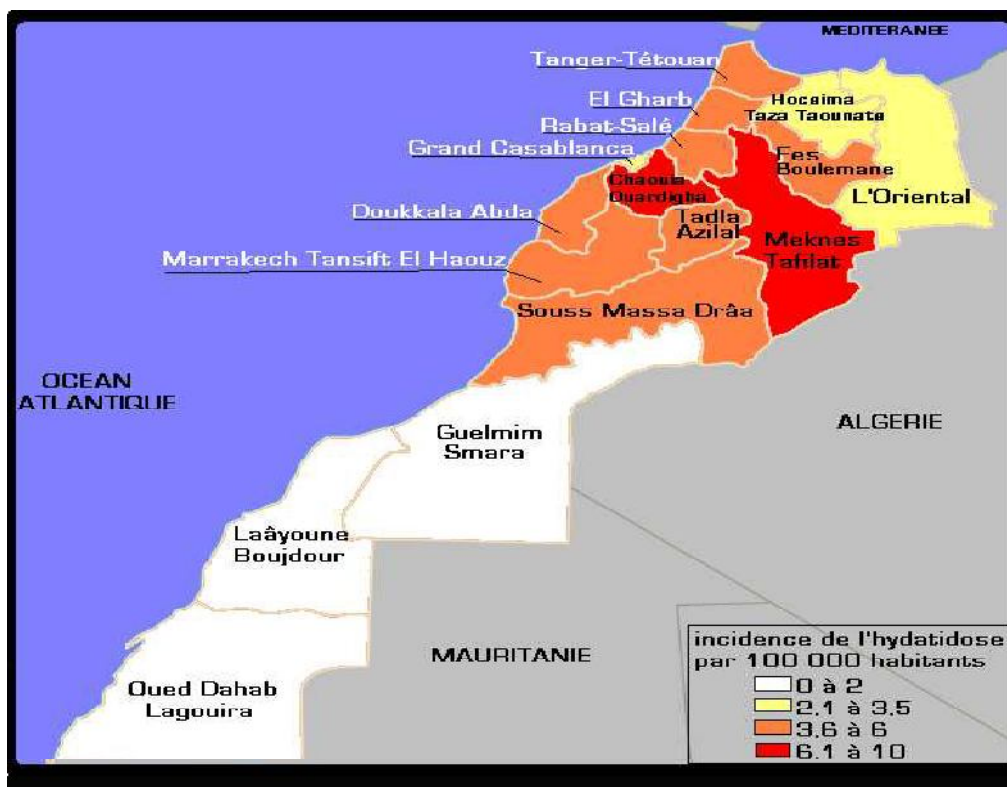 MEDITERANEE
Tanger-Tétouan
Hoceima
Taza Taounate
El Gharb
Rabat-Salé
Grand Casablanca
Fes
Boulemane
Chaouia
Ouardigha
L'Oriental
Doukkala Abda
Tadla
Azilal
Meknes
Tafilat
Marrakech Tansift El Haouz
Souss Massa Drâa
OCEAN
ATLANTIQUE
ALGERIE
Guelmim
Smara
Laâyoune
Boujdour
MAURITANIE
Oued Dahab
Lagouira
incidence de l'hydatidose
par 100 000 habitants
0 à 2
2,1 à 3,5
3,6 à 6
6,1 à 10